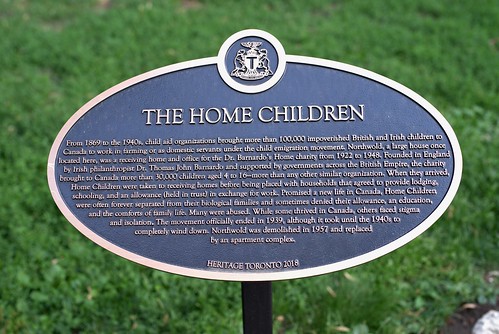 THE HOME CHILDREN
From 1869 to the 1940s, child aid organizations brought more than 100,000 impoverished British and Irish children to
Canada to work in farming or as domestic servants under the child emigration movement. Northwold, a large house once
located here, was a receiving home and office for the Dr. Barnardo's Home charity from 1922 to 1948. Founded in England
by Irish philanthropist Dr. Thomas John Barnardo and supported by governments across the British Empire, the charity
brought to Canada more than 30,000 children aged 4 to 16—more than any other similar organization. When they arrived,
Home Children were taken to receiving homes before being placed with households that agreed to provide lodging,
schooling, and an allowance (held in trust) in exchange for work. Promised a new life in Canada, Home Children
were often forever separated from their biological families and sometimes denied their allowance, an education,
and the comforts of family life. Many were abused. While some thrived in Canada, others faced stigma
and isolation. The movement officially ended in 1939, although it took until the 1940s to
completely wind down. Northwold was demolished in 1957 and replaced
by an apartment complex.
HERITAGE TORONTO 2018